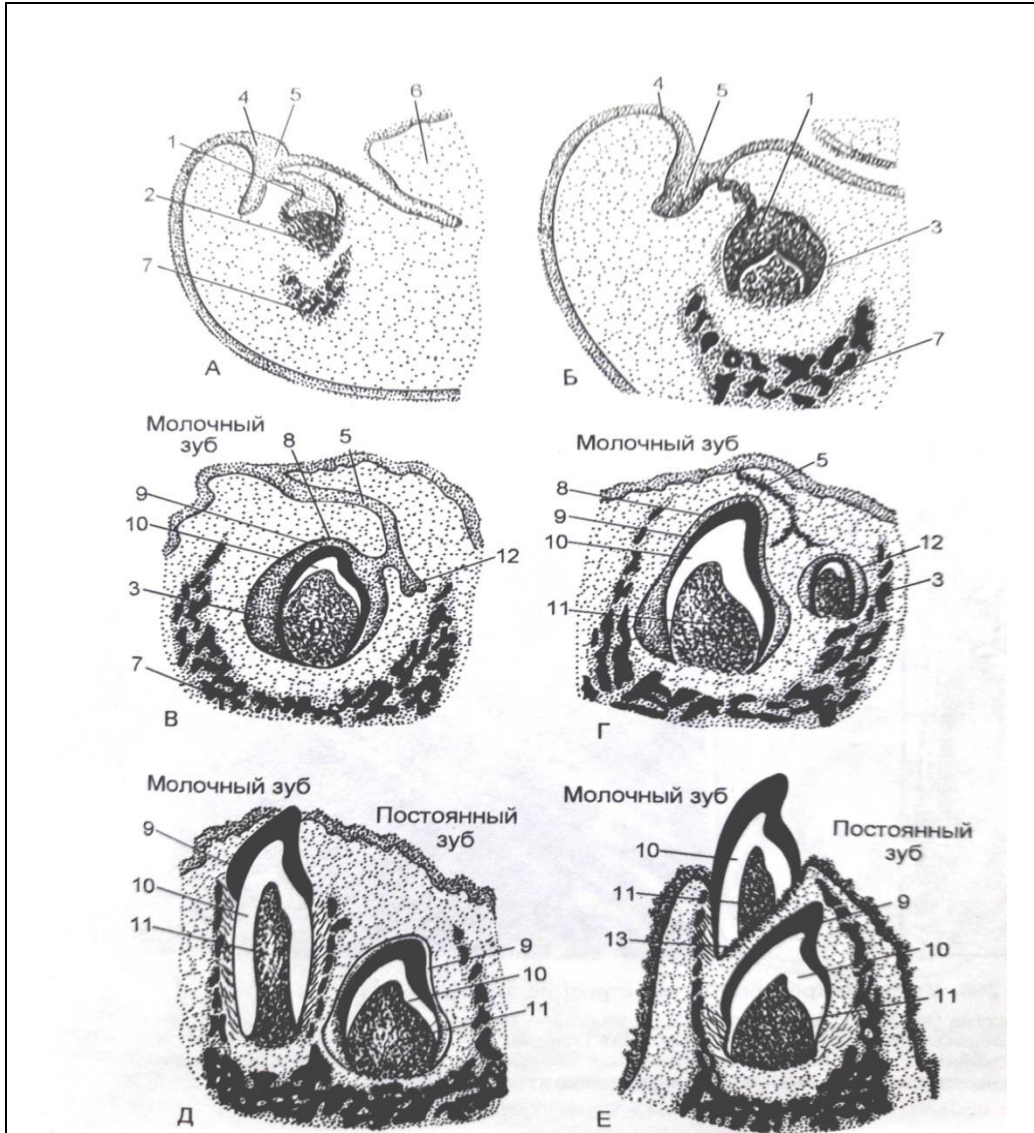 4 5 6
1
2
7
А
4 5 1
3
7
Б
Молочный
зуб
8 5
9
10
12
3
7
В
Молочный зуб
5
8
9
10
12
3
11
Г
Молочный зуб
Постоянный
зуб
9
10
11
9
10
11
Д
Молочный зуб
Постоянный
зуб
10
9
11
10
13
11
Е